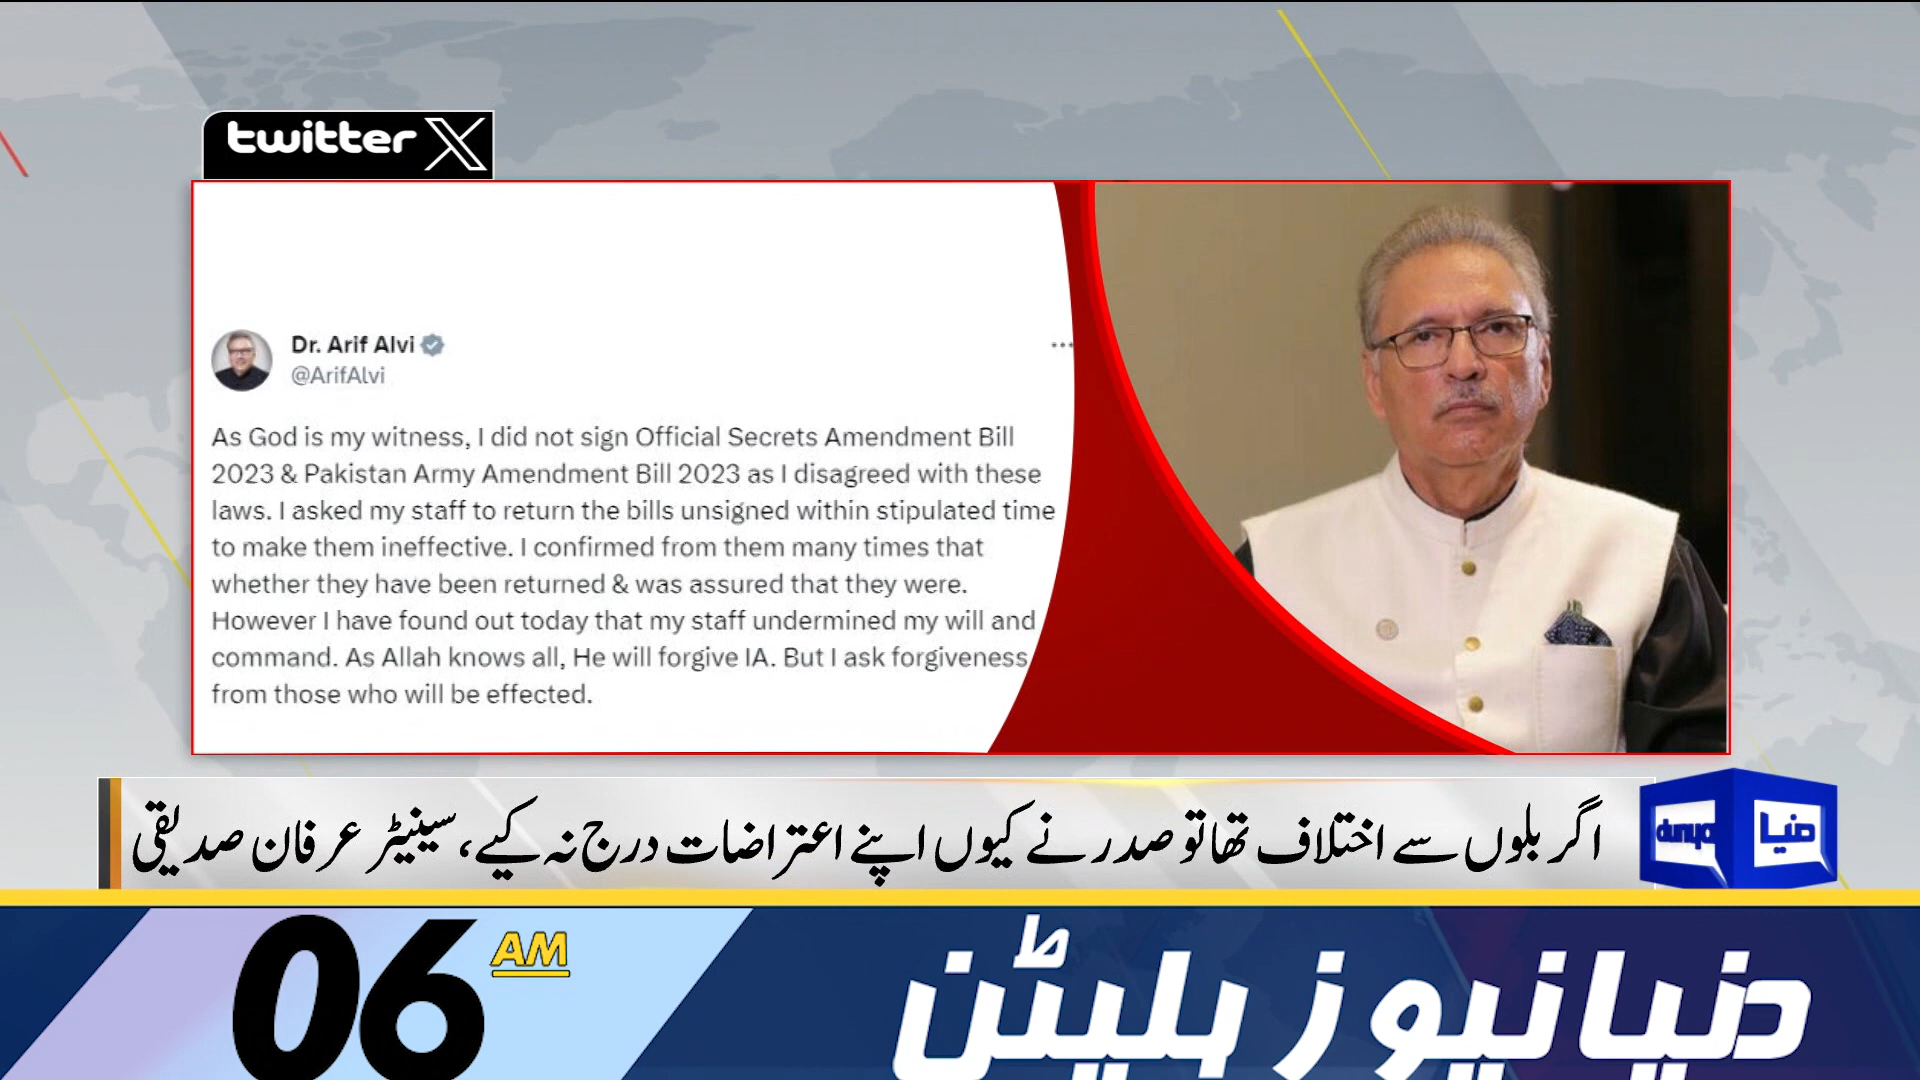 twitter X
Dr. Arif Alvi
@ArifAlvi
As God is my witness, I did not sign Official Secrets Amendment Bill
2023 & Pakistan Army Amendment Bill 2023 as I disagreed with these
laws. I asked my staff to return the bills unsigned within stipulated time
to make them ineffective. I confirmed from them many times that
whether they have been returned & was assured that they were.
However I have found out today that my staff undermined my will and
command. As Allah knows all, He will forgive IA. But I ask forgiveness
from those who will be effected.
اگر بلوں سے اختلاف تھا تو صدر نے کیوں اپنے اعتراضات درج نہ کیے، سینیٹر عرفان صدیقی
dunya دنیا
06 AM
دنیا نیوز بلیٹن